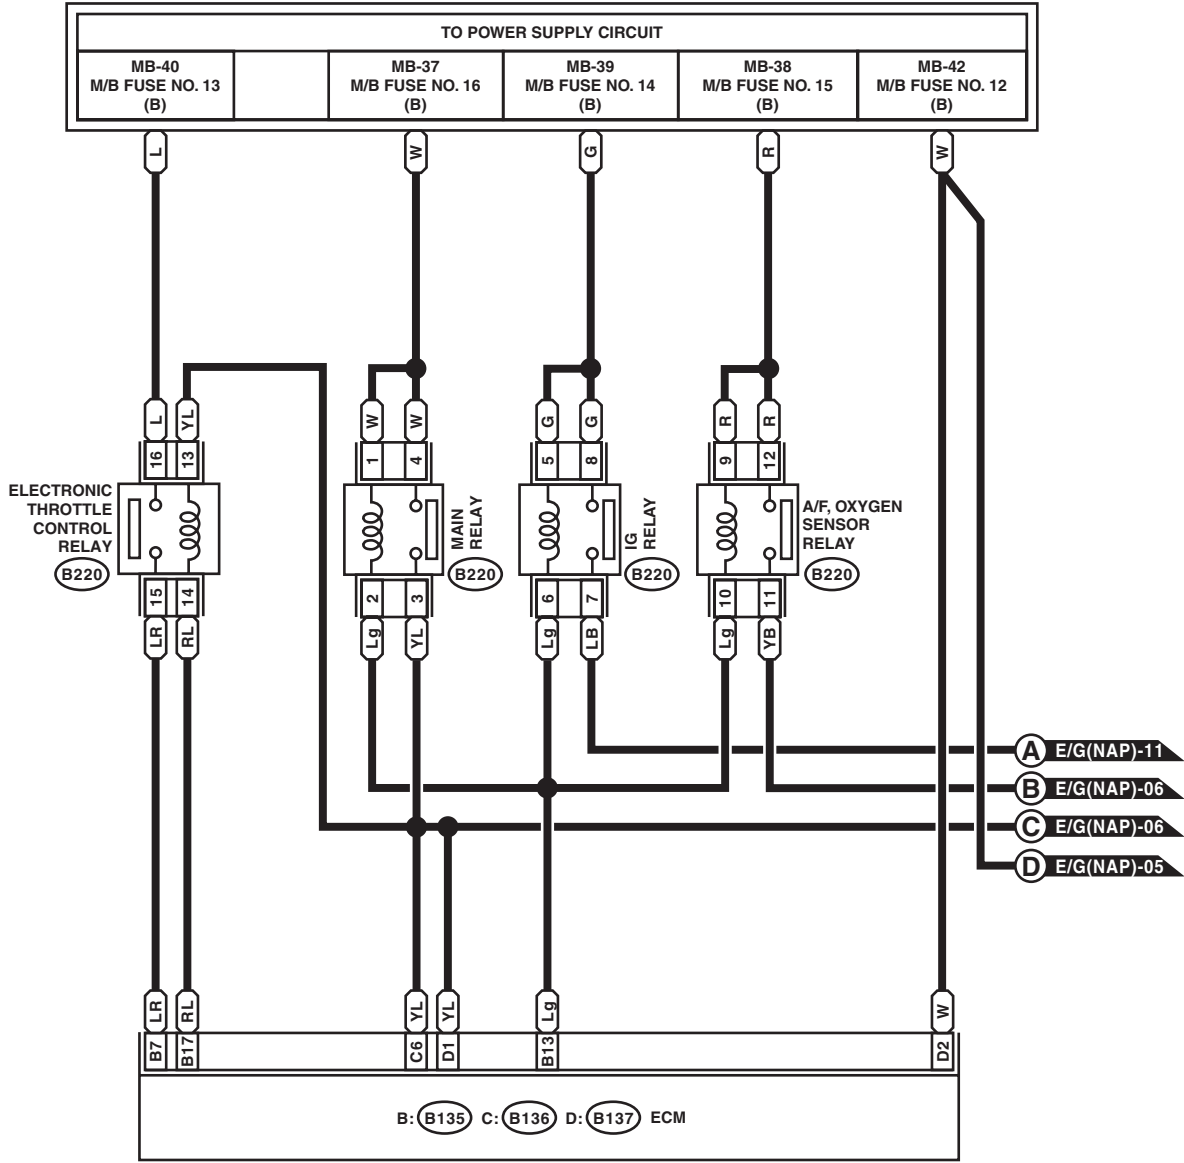 TO POWER SUPPLY CIRCUIT
MB-40
M/B FUSE NO. 13
(B)
MB-37
M/B FUSE NO. 16
(B)
MB-39
M/B FUSE NO. 14
(B)
MB-38
M/B FUSE NO. 15
(B)
MB-42
M/B FUSE NO. 12
(B)
L
W
G
R
W
L
YL
W
W
G
G
R
R
16
13
1
4
5
8
9
12
ELECTRONIC
THROTTLE
CONTROL
RELAY
B220
MAIN
RELAY
B220
IG
RELAY
B220
A/F, OXYGEN
SENSOR
RELAY
B220
15
14
2
3
6
7
10
11
LR
RL
Lg
YL
Lg
LB
Lg
YB
A E/G(NAP)-11
B E/G(NAP)-06
C E/G(NAP)-06
D E/G(NAP)-05
LR
RL
YL
YL
Lg
W
B7
B17
C6
D1
B13
D2
B: B135 C: B136 D: B137 ECM